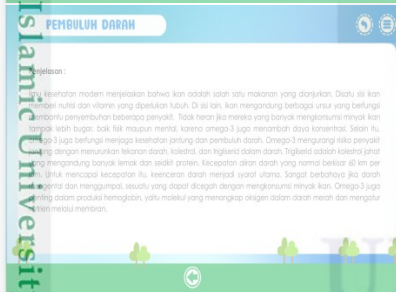 PEMBULUH DARAH
Penjelasan :
Ilmu kesehatan modern menjelaskan bahwa ikan adalah salah satu makanan yang dianjurkan. Disatu sisi ikan
memberi nutrisi dan vitamin yang diperlukan tubuh. Di sisi lain, ikan mengandung berbagai unsur yang berfungsi
membantu penyembuhan beberapa penyakit. Tidak heran jika mereka yang banyak mengkonsumsi minyak ikan
tampak lebih bugar, baik fisik maupun mental, karena omega-3 juga menambah daya konsentrasi. Selain itu,
omega-3 juga berfungsi menjaga kesehatan jantung dan pembuluh darah. Omega-3 mengurangi risiko penyakit
jantung dengan menurunkan tekanan darah, kolestrol, dan trigliserid dalam darah. Trigliserid adalah kolestrol jahat
yang mengandung banyak lemak dan sedikit protein. Kecepatan aliran darah yang normal berkisar 60 km per
jam. Untuk mencapai kecepatan itu, keenceran darah menjadi syarat utama. Sangat berbahaya jika darah
mengental dan menggumpal, sesuatu yang dapat dicegah dengan mengkonsumsi minyak ikan. Omega-3 juga
penting dalam produksi hemoglobin, yaitu molekul yang menangkap oksigen dalam darah merah dan mengatur
elemen melalui membran.
Islamic Universit
U